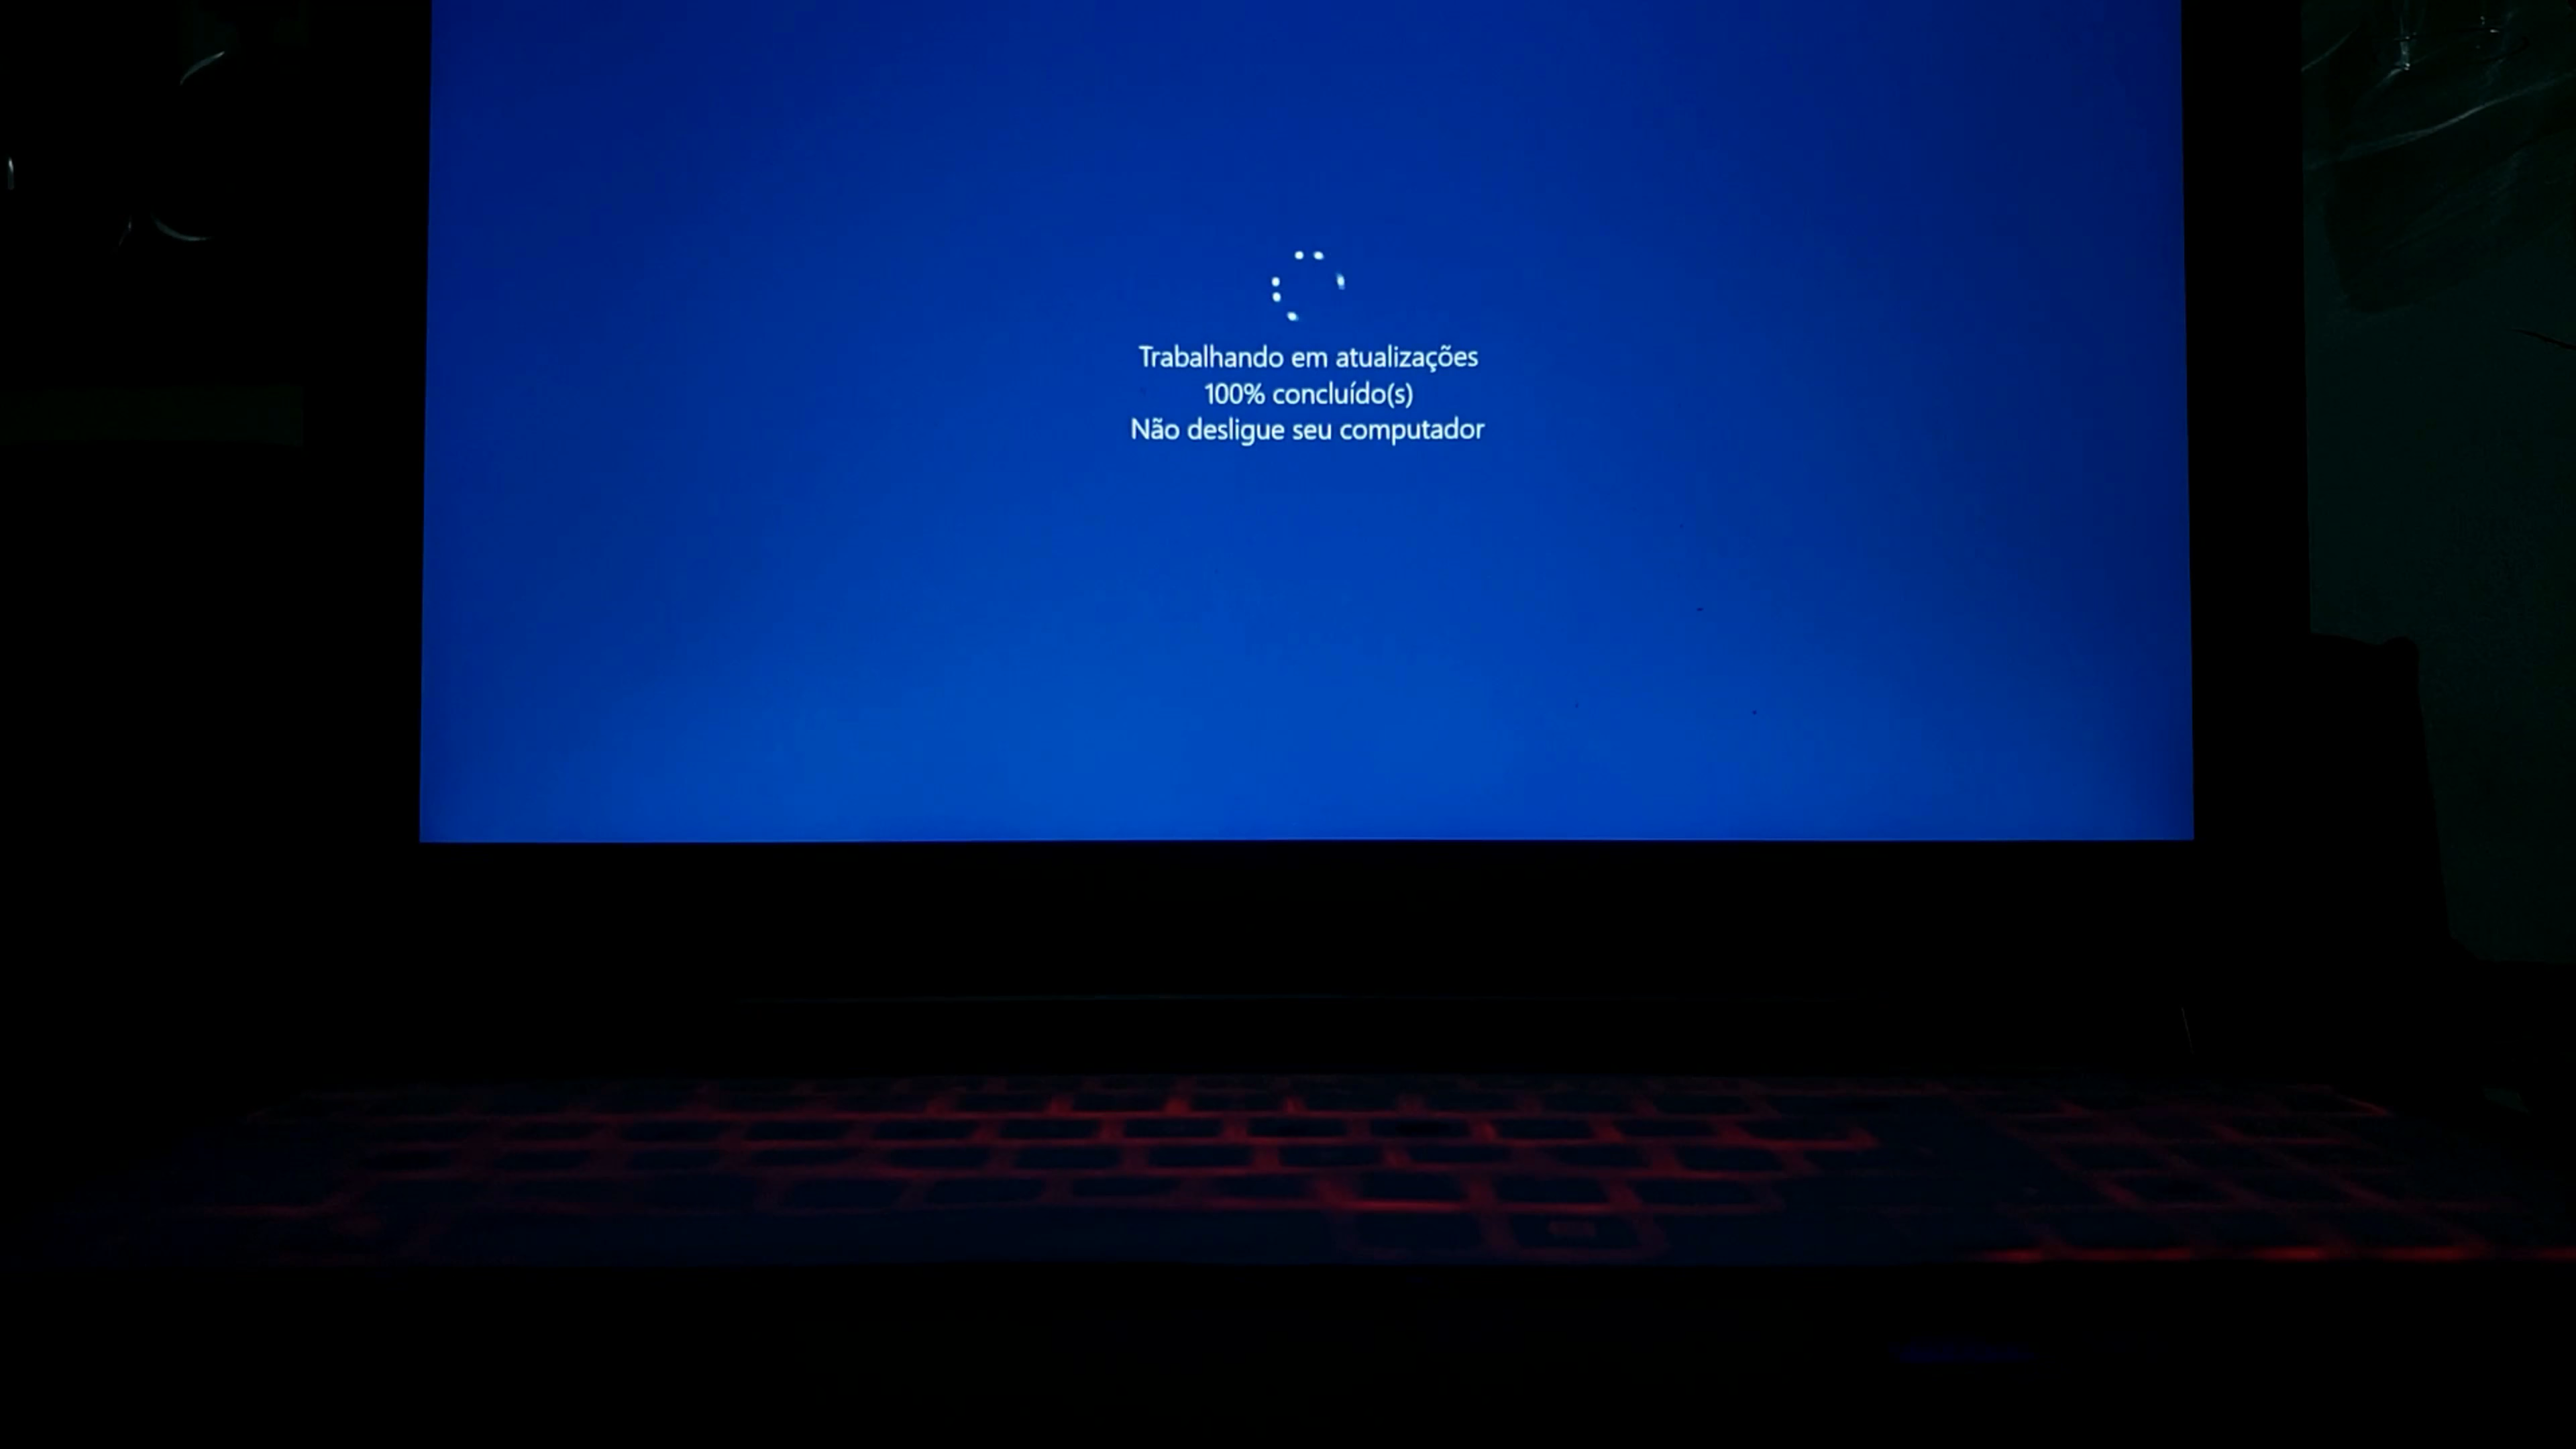 Trabalhando em atualizações
100% concluído(s)
Não desligue seu computador